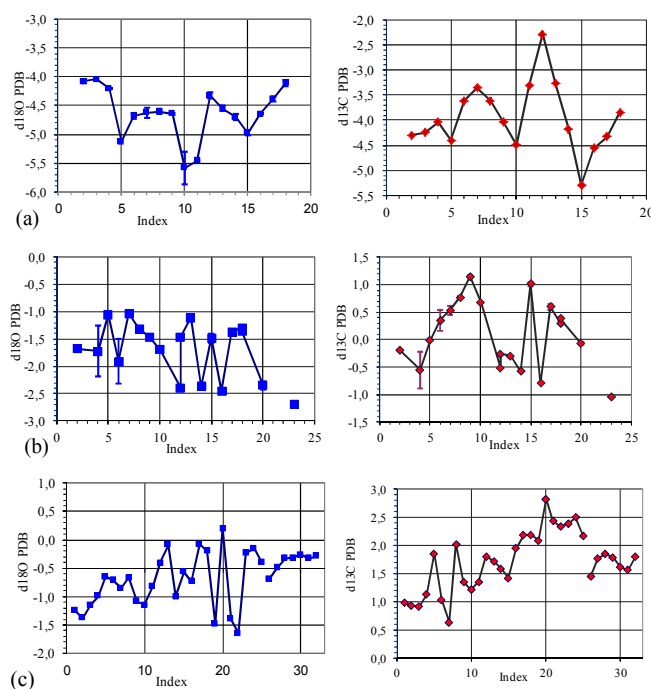 -3,0
-3,5
-4,0
-4,5
-5,0
-5,5
-6,0
d18O PDB
0 5 10 15 20
Index
(a)
-2,0
-2,5
-3,0
-3,5
-4,0
-4,5
-5,0
-5,5
d13C PDB
0 5 10 15 20
Index
0,0
-0,5
-1,0
-1,5
-2,0
-2,5
-3,0
d18O PDB
0 5 10 15 20 25
Index
(b)
1,5
1,0
0,5
0,0
-0,5
-1,0
-1,5
d13C PDB
0 5 10 15 20 25
Index
1,0
0,5
0,0
-0,5
-1,0
-1,5
-2,0
d18O PDB
0 10 20 30
Index
(c)
3,0
2,5
2,0
1,5
1,0
0,5
0,0
d13C PDB
0 10 20 30
Index